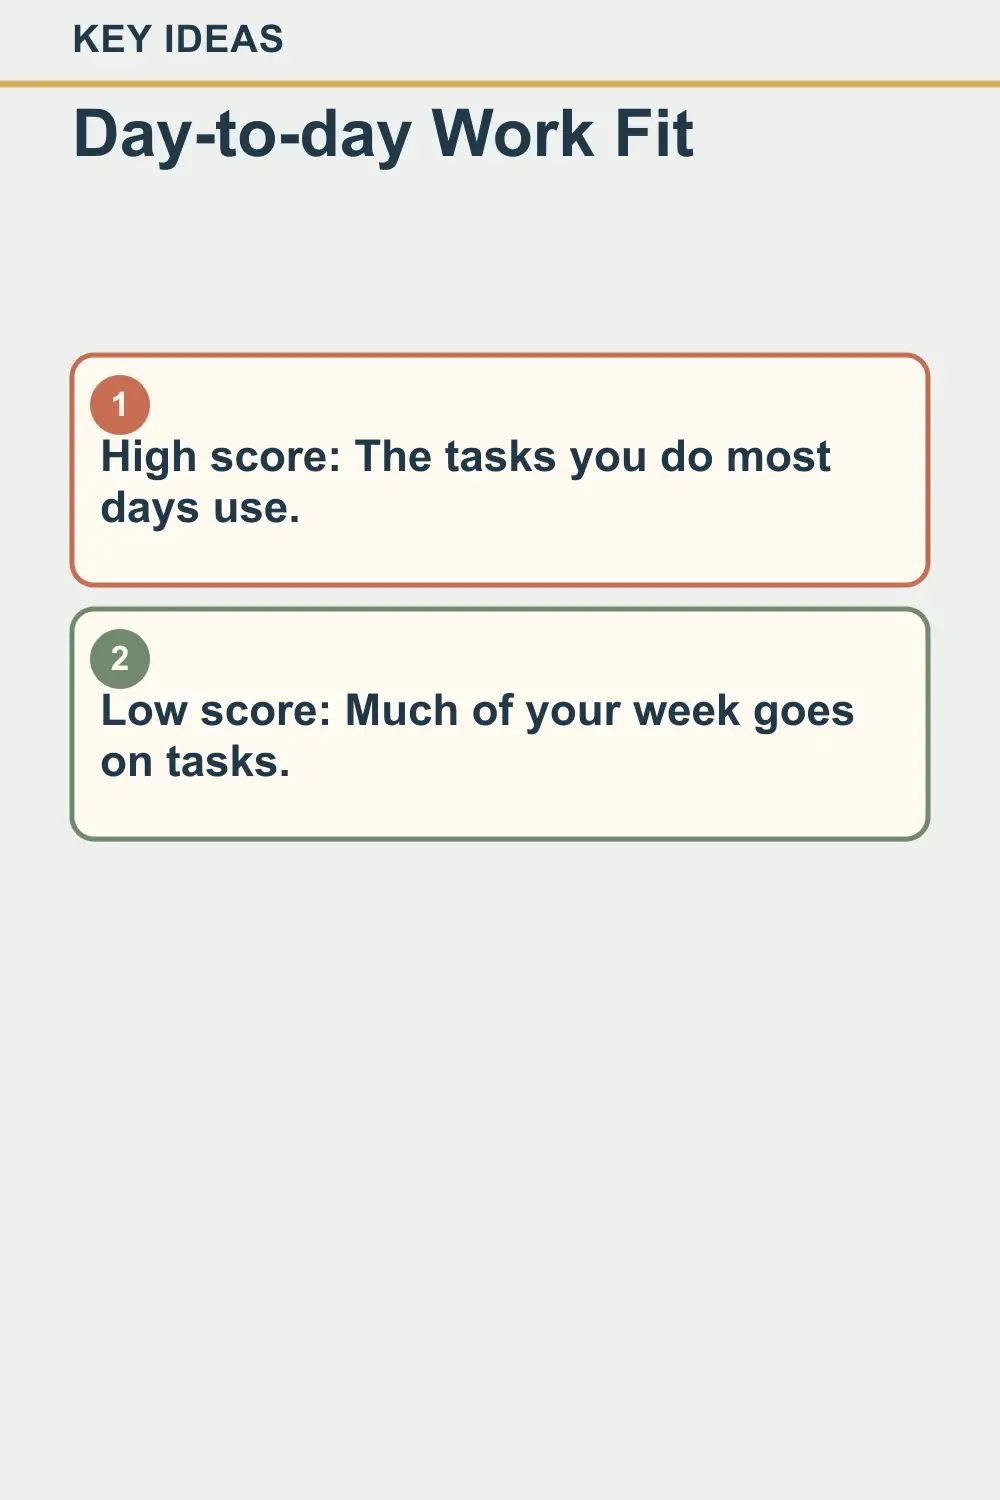 KEY IDEAS
Day-to-day Work Fit
1
High score: The tasks you do most
days use.
2
Low score: Much of your week goes
on tasks.